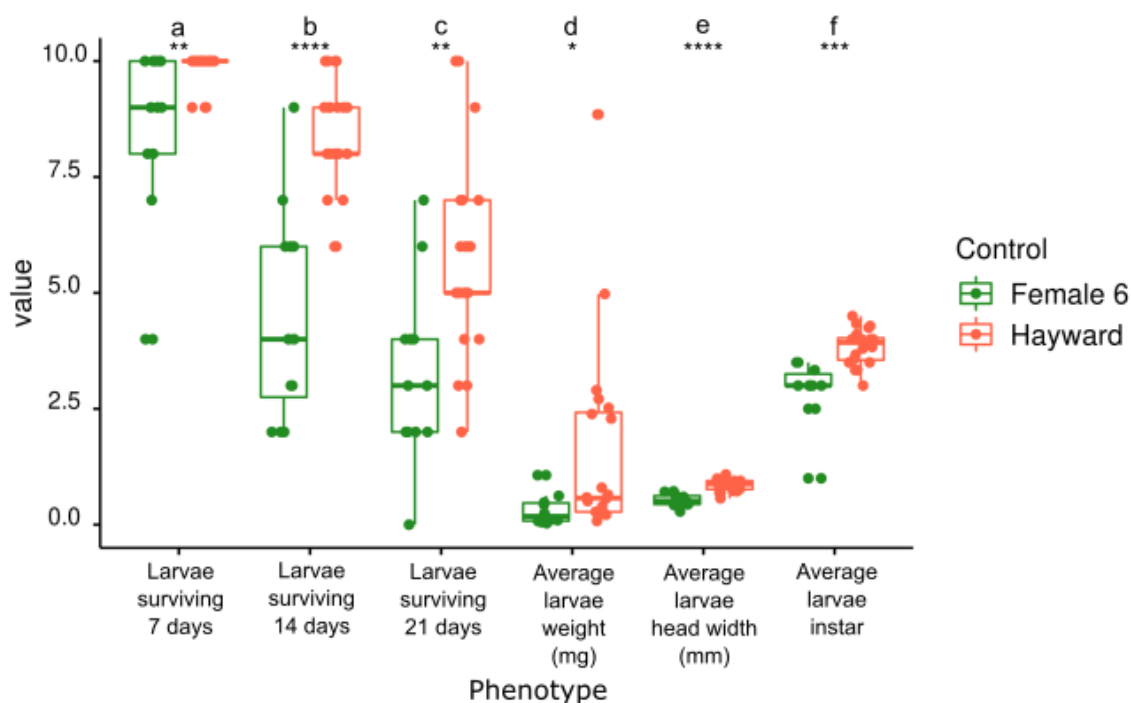 a b c d e f
** **** ** * **** ***
10.0
7.5
5.0
2.5
0.0
value
Larvae
surviving
7 days
Larvae
surviving
14 days
Larvae
surviving
21 days
Average
larvae
weight
(mg)
Average
larvae
head width
(mm)
Average
larvae
instar
Phenotype
Control
Female 6
Hayward